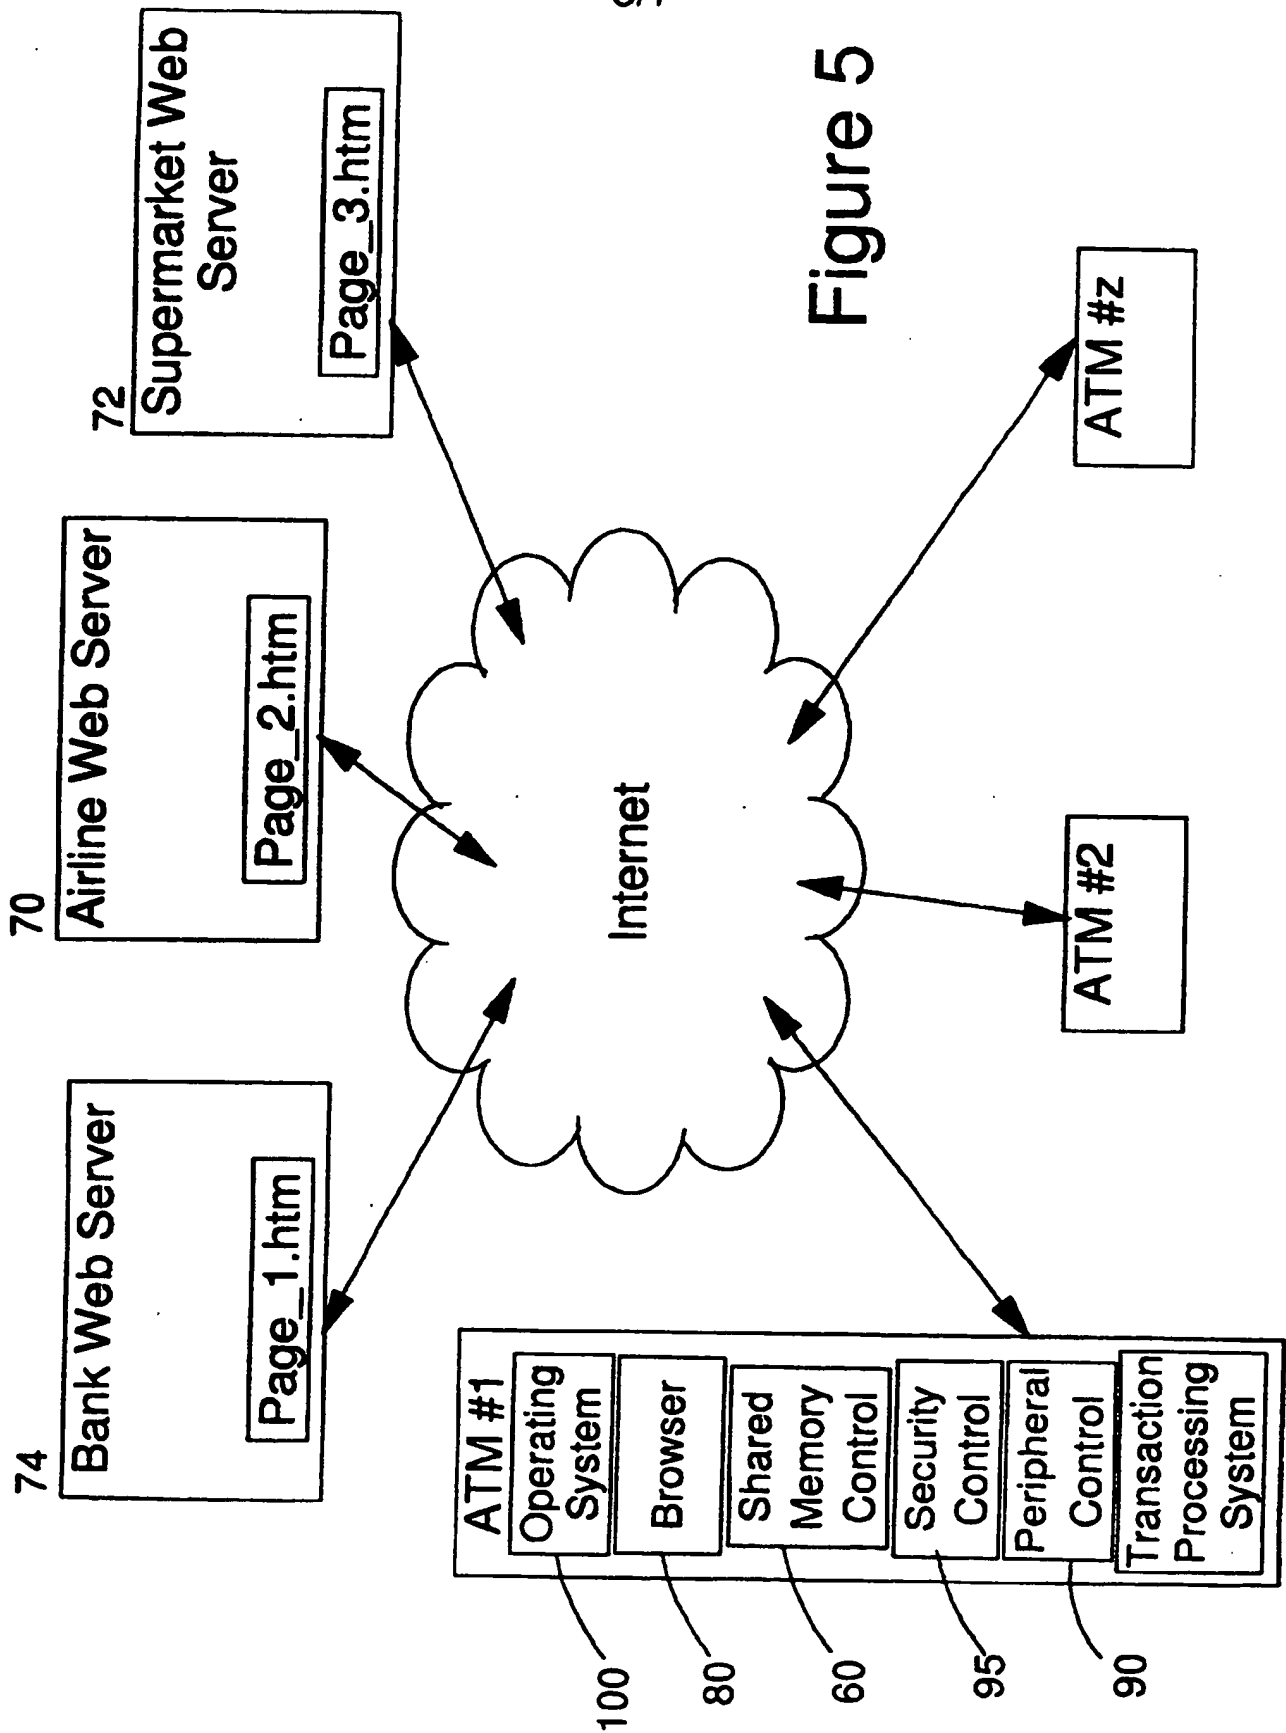 74
Bank Web Server
Page_1.htm
70
Airline Web Server
Page_2.htm
72
Supermarket Web
Server
Page_3.htm
Internet
ATM #1
Operating
System
Browser
Shared
Memory
Control
Security
Control
Peripheral
Control
Transaction
Processing
System
100
80
60
95
90
ATM #2
ATM #z
Figure 5